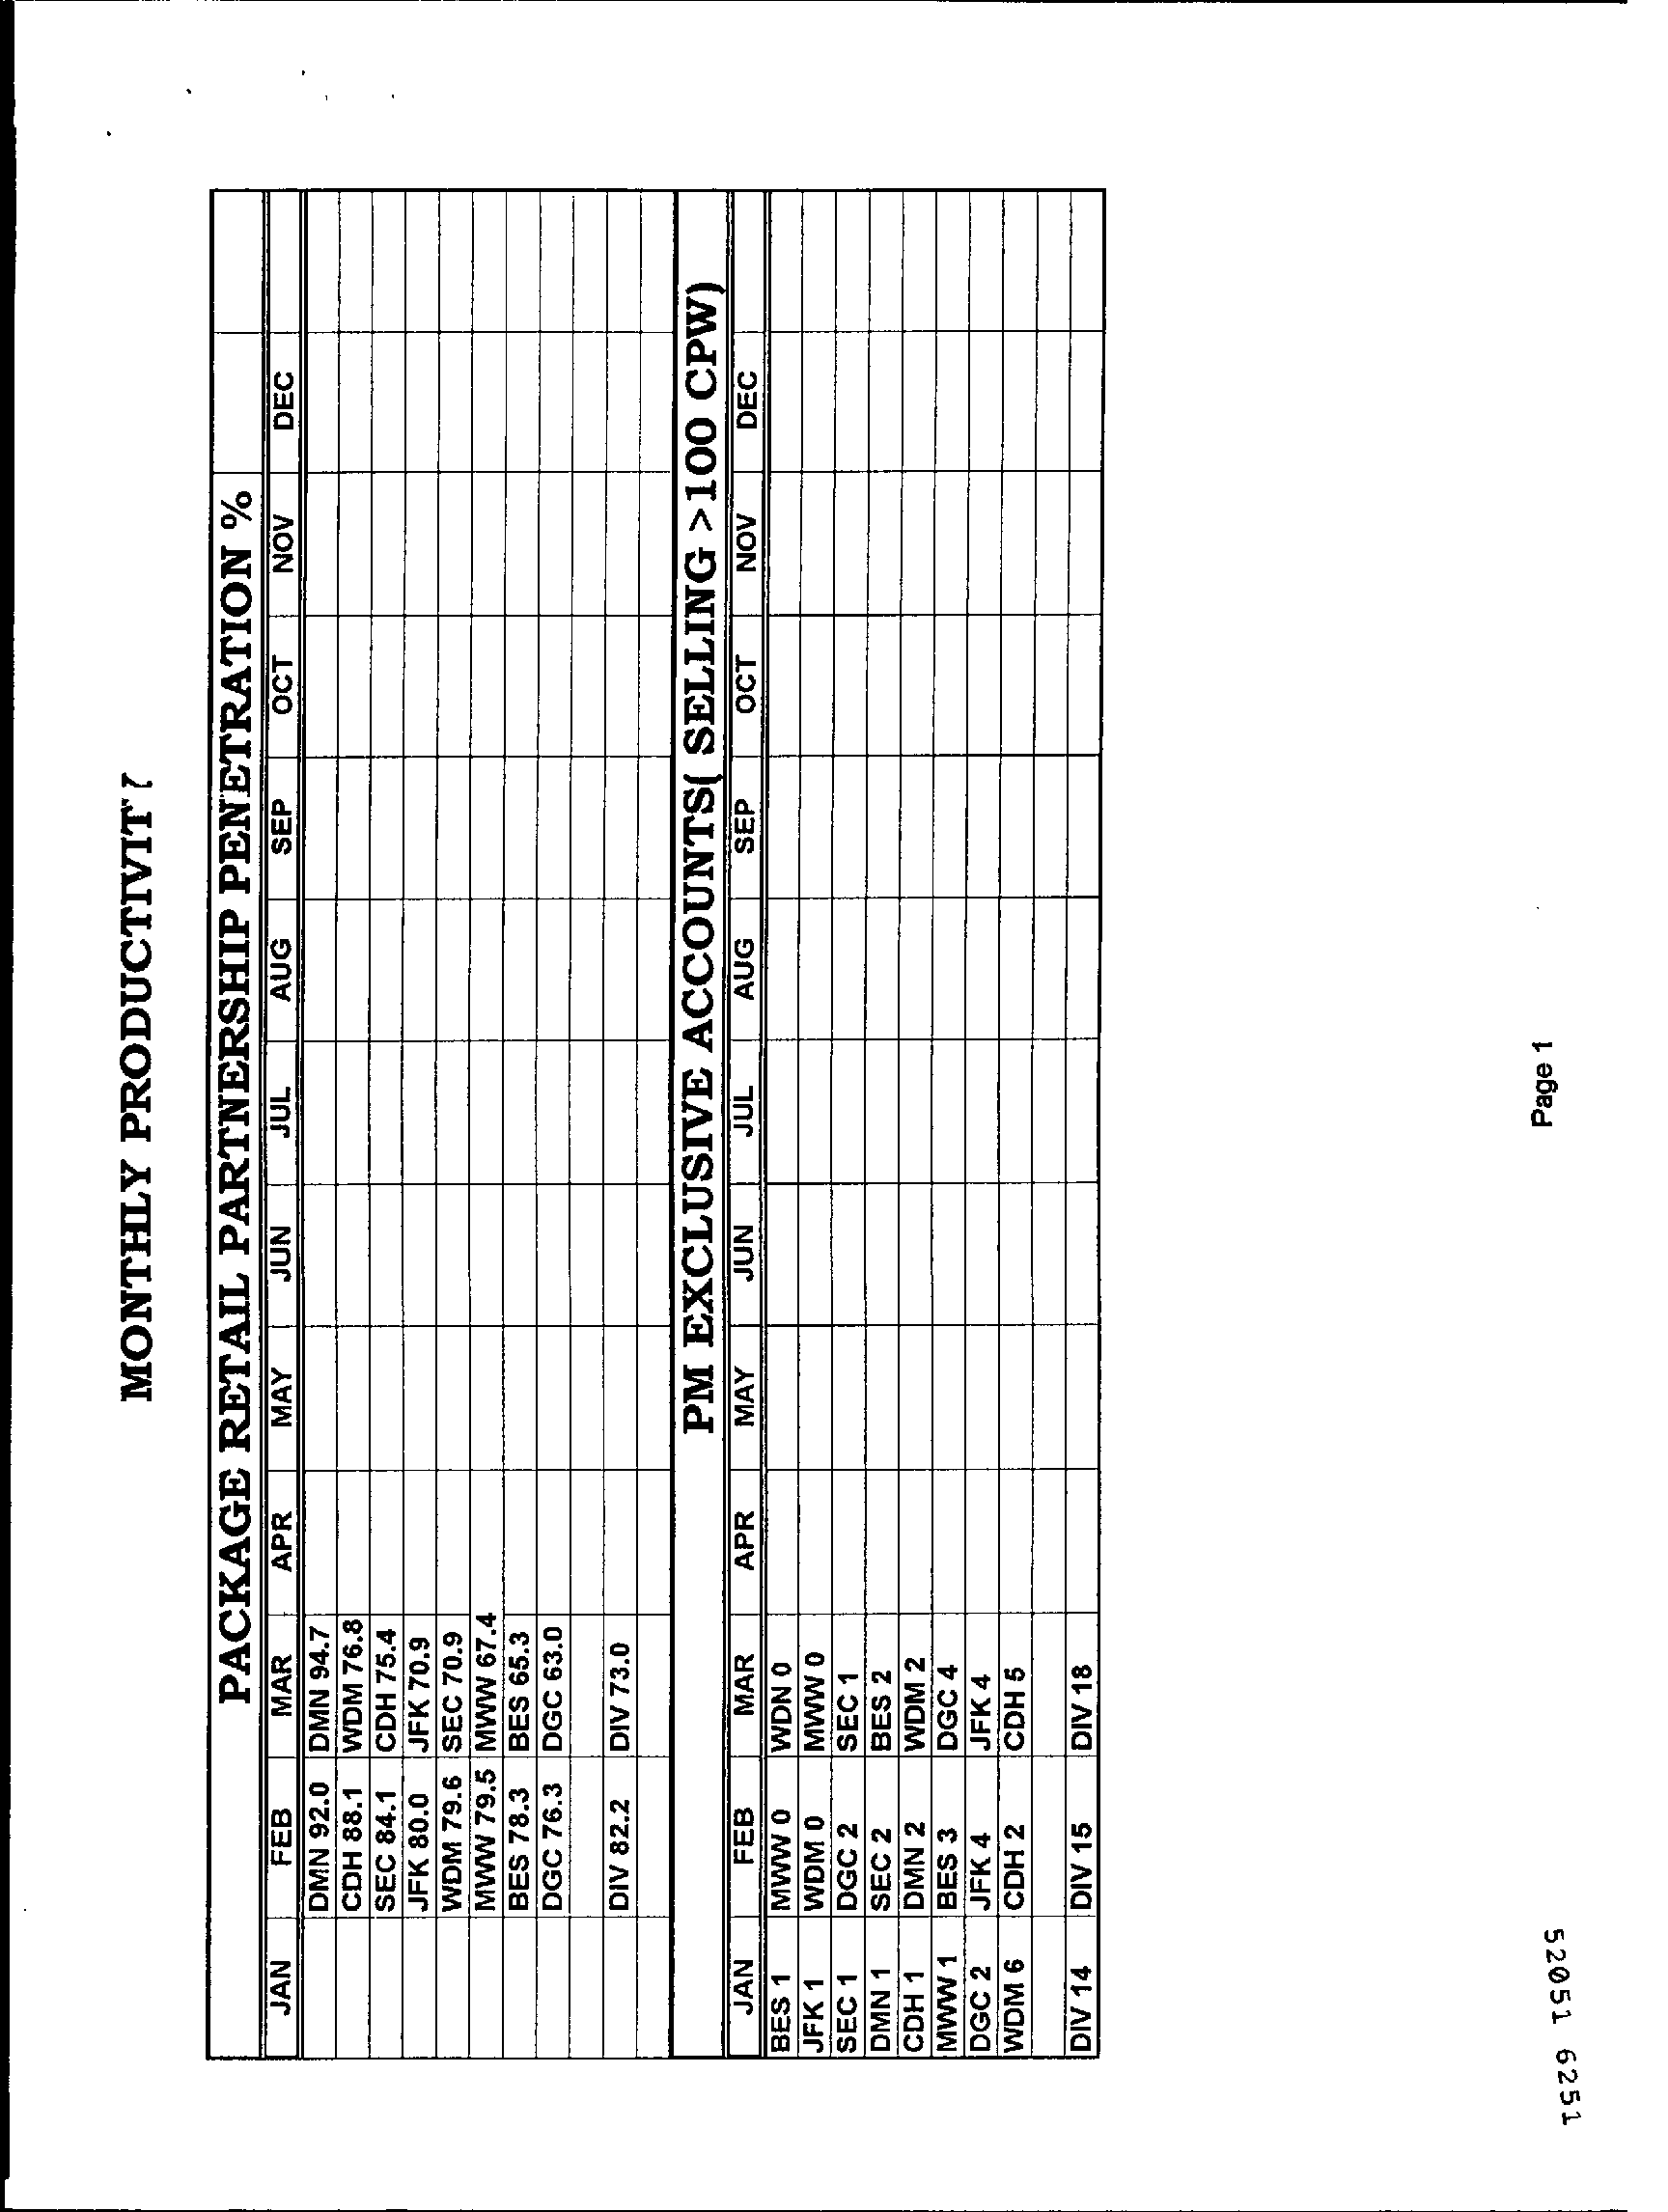 MONTHLY PRODUCTIVITY
PACKAGE RETAIL PARTNERSHIP PENETRATION %
JAN FEB MAR APR MAY JUN JUL AUG SEP OCT NOV DEC
DMN 92.0 DMN 94.7
CDH 88.1 WDM 76.8
SEC 84.1 CDH 75.4
JFK 80.0 JFK 70.9
WDM 79.6 SEC 70.9
MWW 79.5 MWW 67.4
BES 78.3 BES 65.3
DGC 76.3 DGC 63.0
DIV 82.2 DIV 73.0
PM EXCLUSIVE ACCOUNTS( SELLING >100 CPW)
JAN FEB MAR APR MAY JUN JUL AUG SEP OCT NOV DEC
BES 1 MWW 0 WDN 0
JFK 1 WDM 0 MWW 0
SEC 1 DGC 2 SEC 1
DMN 1 SEC 2 BES 2
CDH 1 DMN 2 WDM 2
MWW 1 BES 3 DGC 4
DGC 2 JFK 4 JFK 4
WDM 6 CDH 2 CDH 5
DIV 14 DIV 15 DIV 18
Page 1
52051 6251